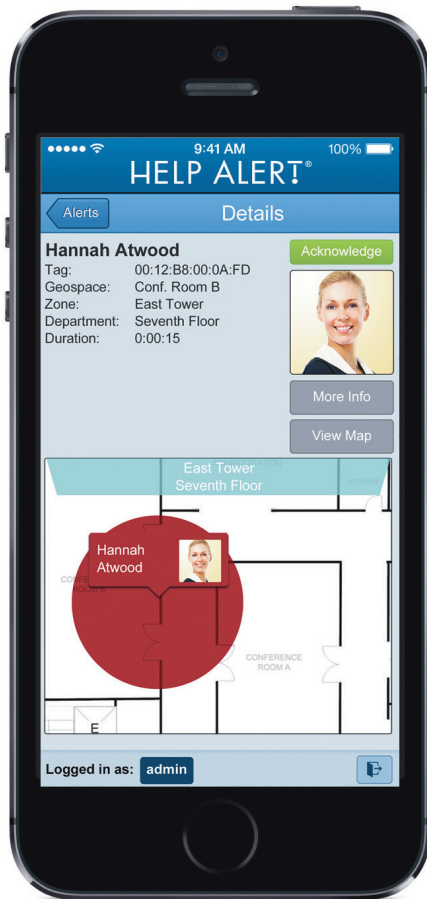 9:41 AM 100%
HELP ALERT®
Alerts Details
Hannah Atwood
Acknowledge
Tag: 00:12:B8:00:0A:FD
Geospace: Conf. Room B
Zone: East Tower
Department: Seventh Floor
Duration: 0:00:15
More Info
View Map
East Tower
Seventh Floor
Hannah
Atwood
ROOM B
CONFERENCE
ROOM A
E
Logged in as: admin